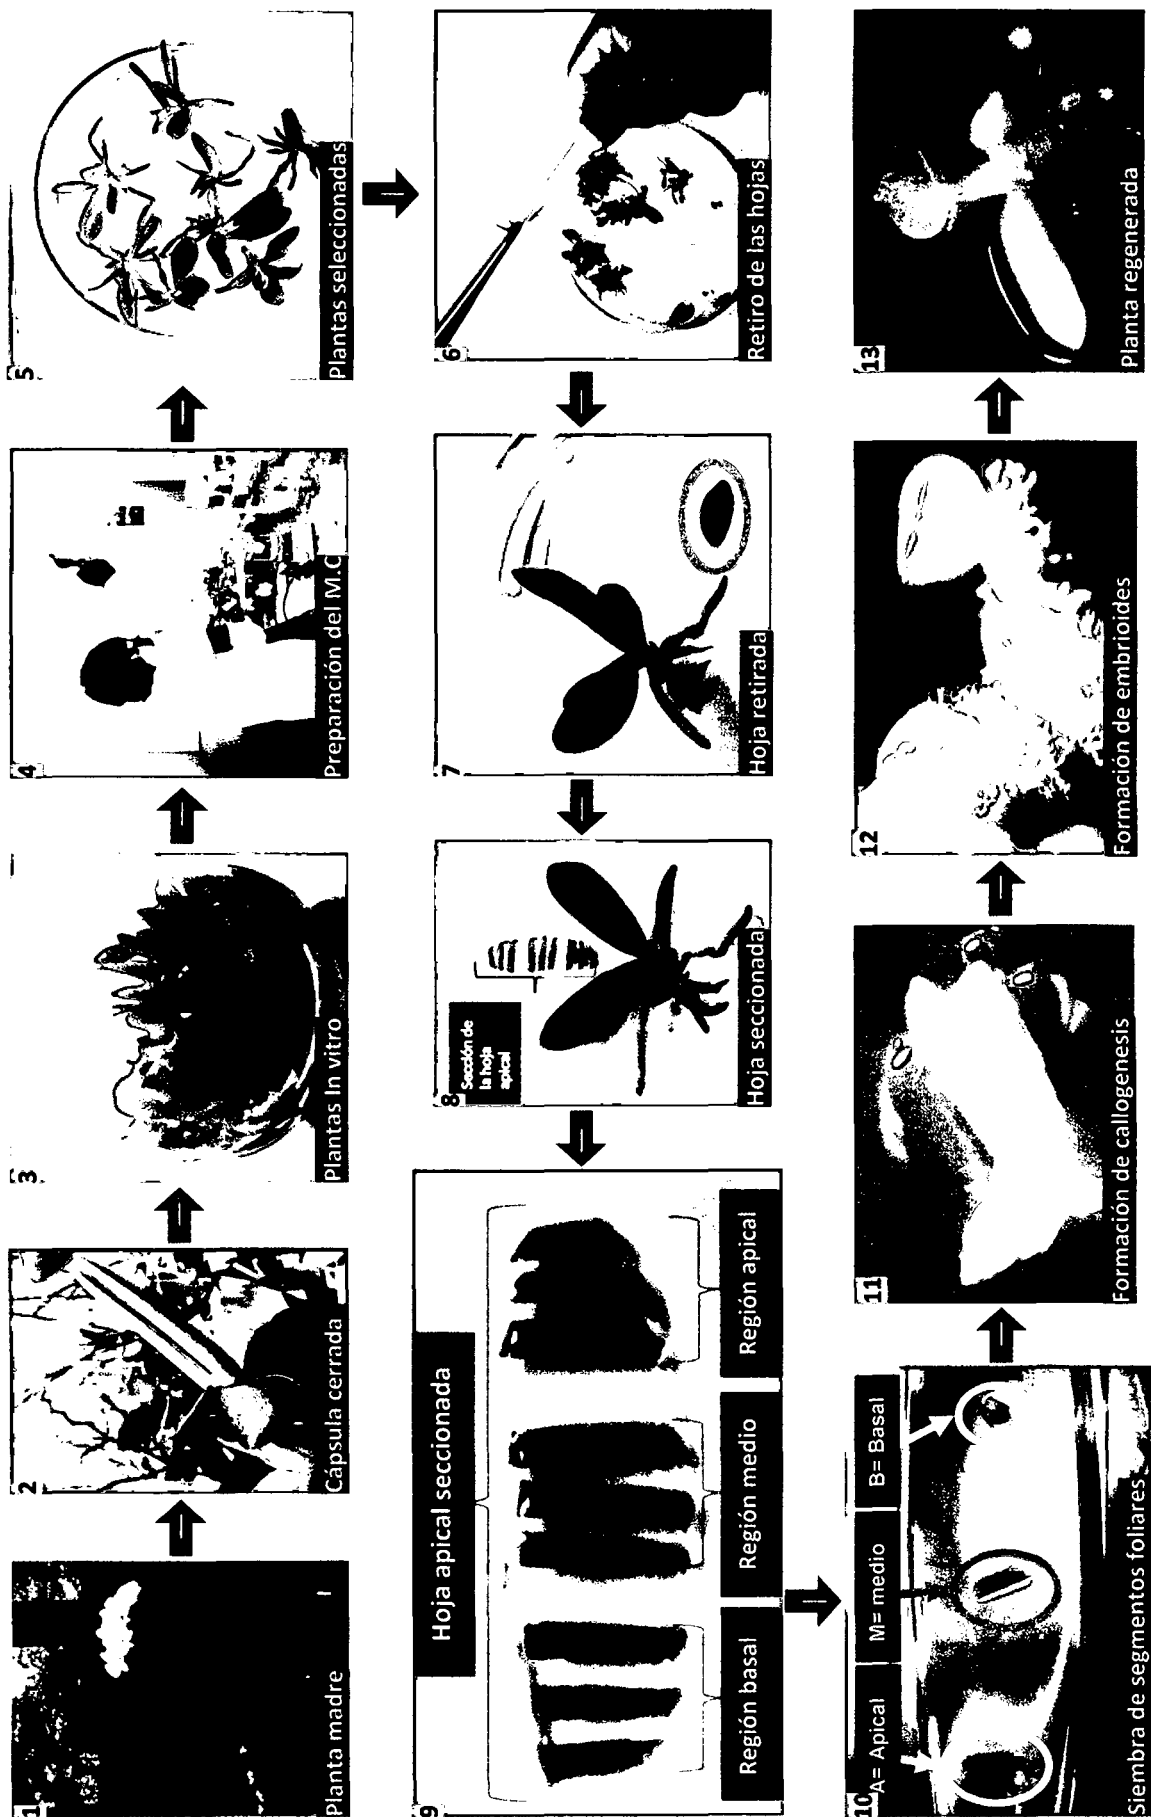 1
Planta madre
2
Cápsula cerrada
3
Plantas In vitro
4
Preparación del M.C
5
Plantas seleccionadas
6
Retiro de las hojas
7
Hoja retirada
8
Sección de
la hoja
apical
Hoja seccionada
9
Hoja apical seccionada
Región basal
Región medio
Región apical
10
A= Apical
M= medio
B= Basal
Siembra de segmentos foliares
11
Formación de callogenesis
12
Formación de embrioides
13
Planta regenerada